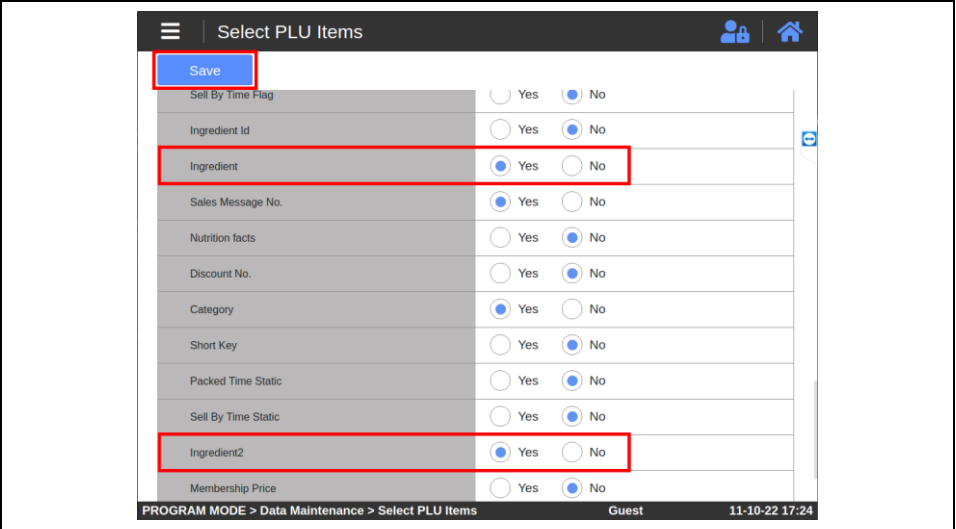 Select PLU Items
Save
Sell By Time Flag Yes No
Ingredient Id Yes No
Ingredient Yes No
Sales Message No. Yes No
Nutrition facts Yes No
Discount No. Yes No
Category Yes No
Short Key Yes No
Packed Time Static Yes No
Sell By Time Static Yes No
Ingredient2 Yes No
Membership Price Yes No
PROGRAM MODE > Data Maintenance > Select PLU Items Guest 11-10-22 17:24